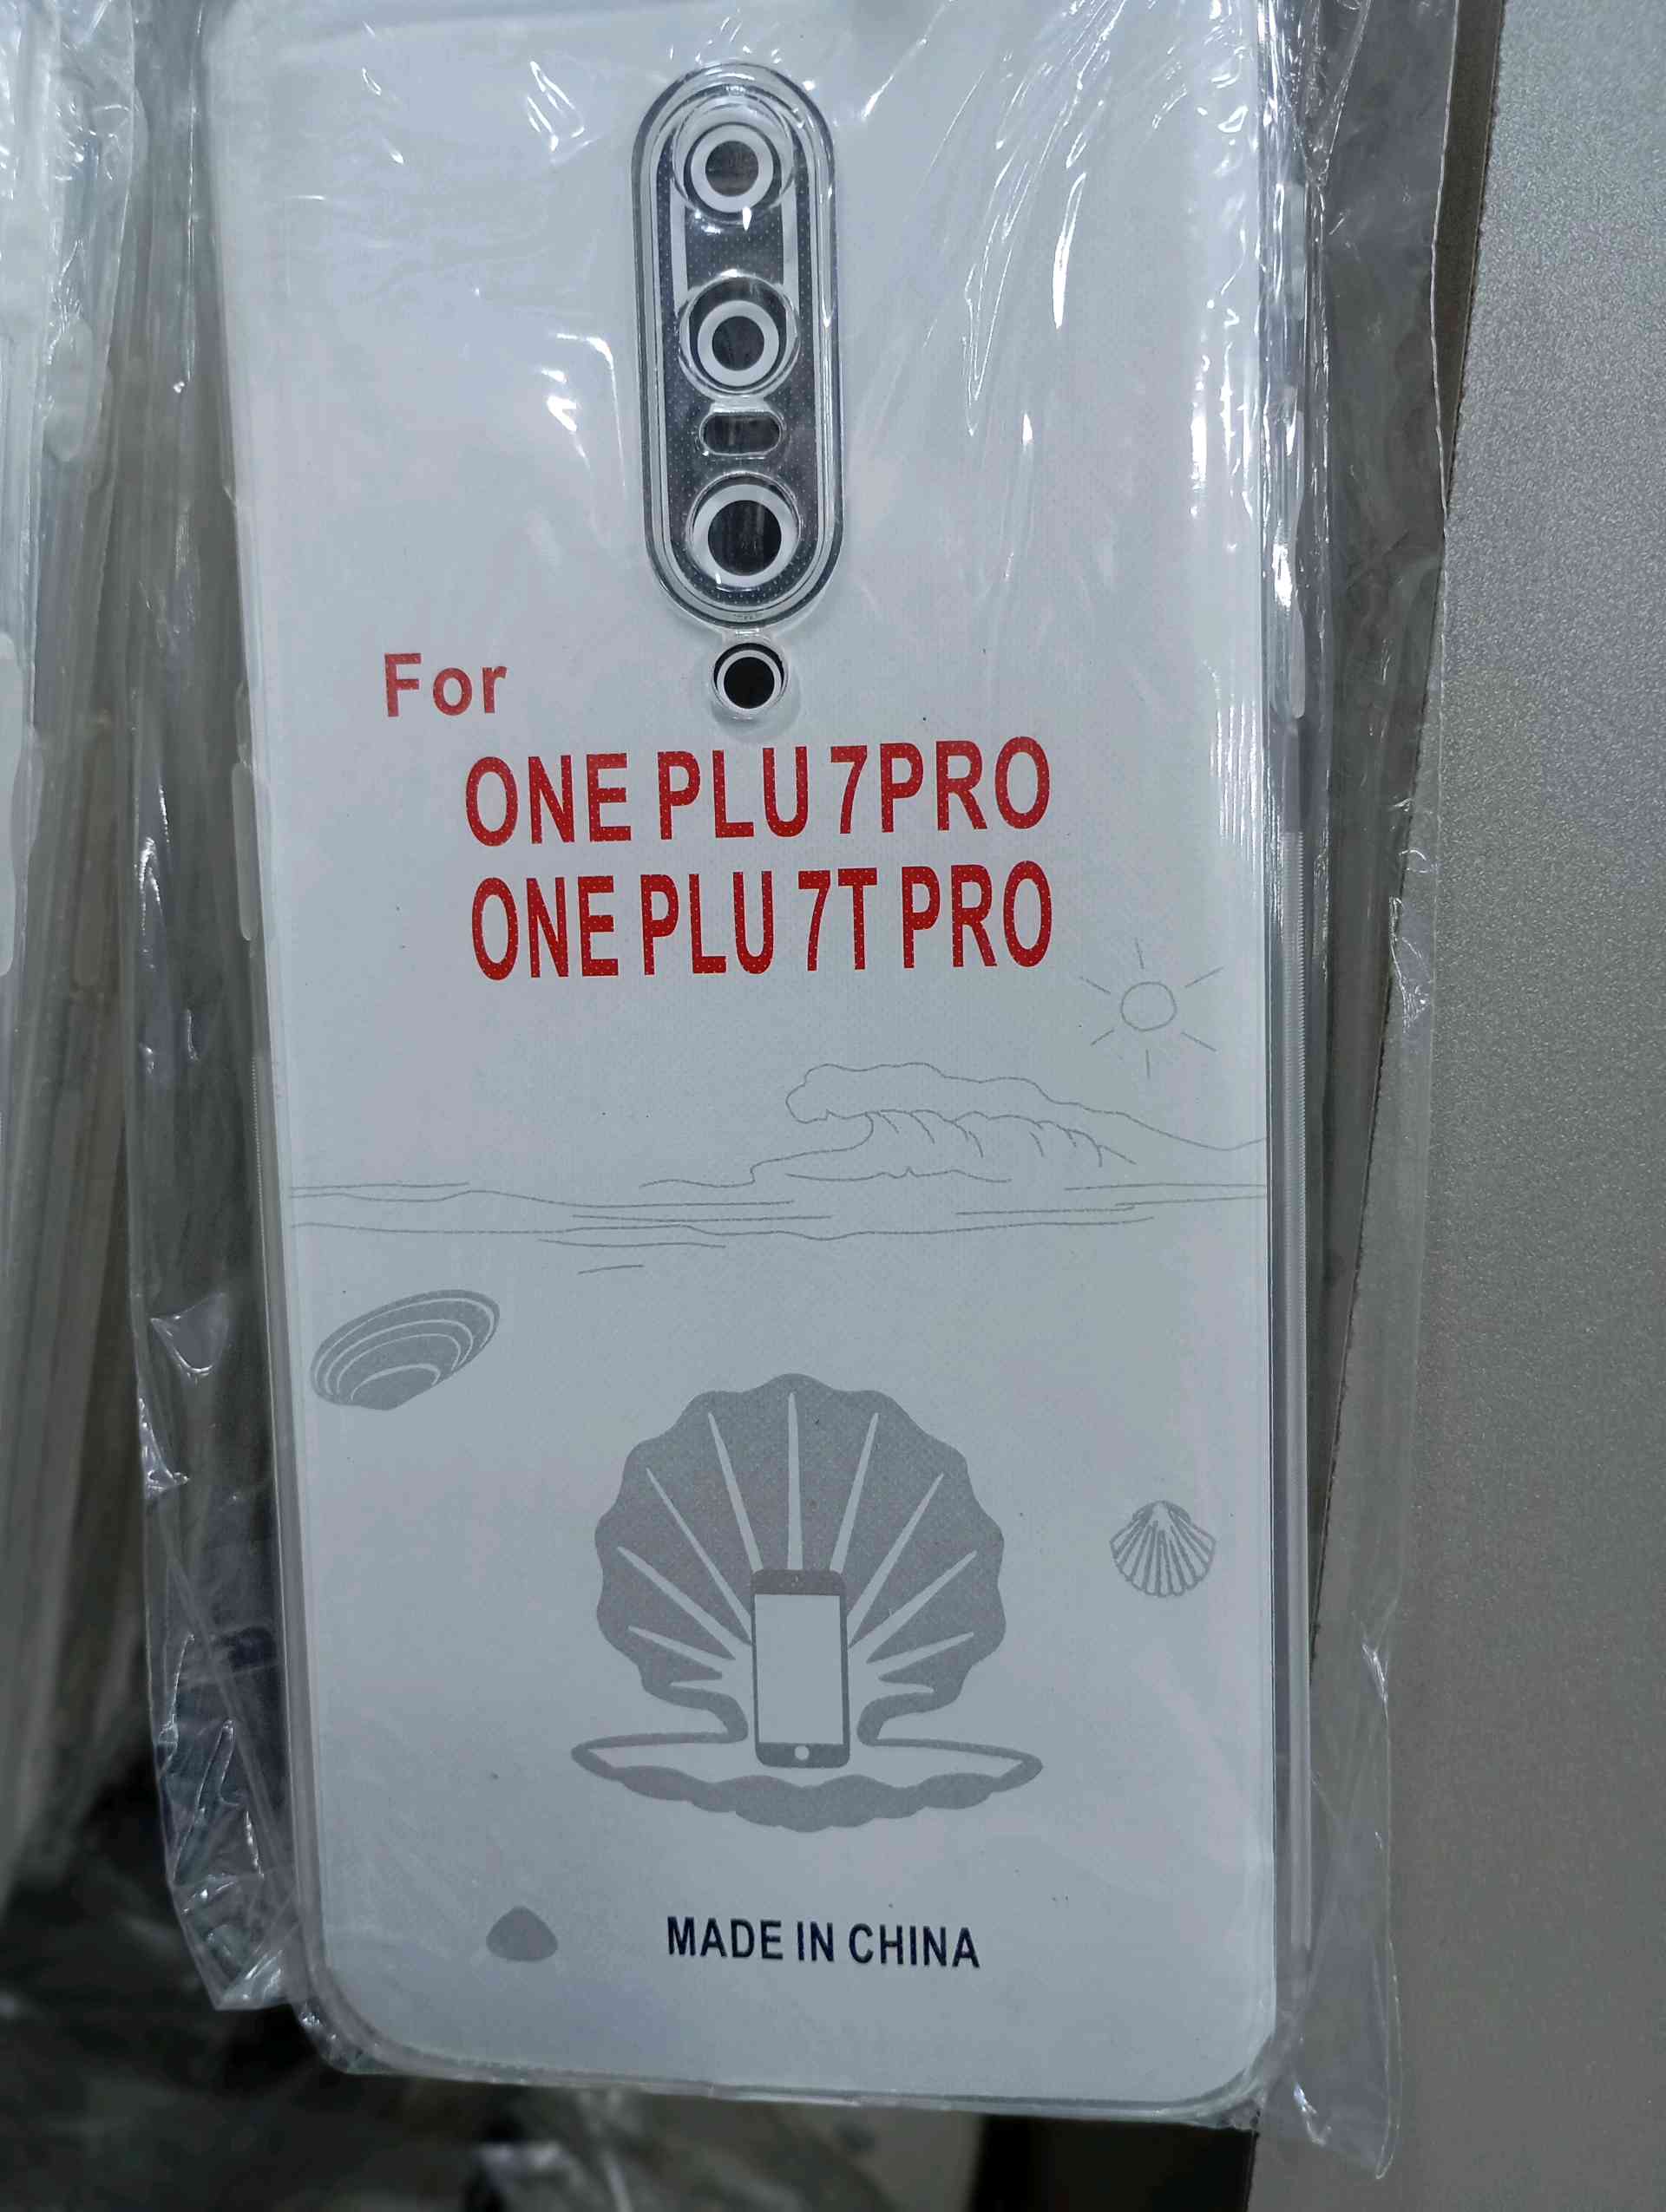 For
ONE PLU 7PRO
ONE PLU 7T PRO
MADE IN CHINA